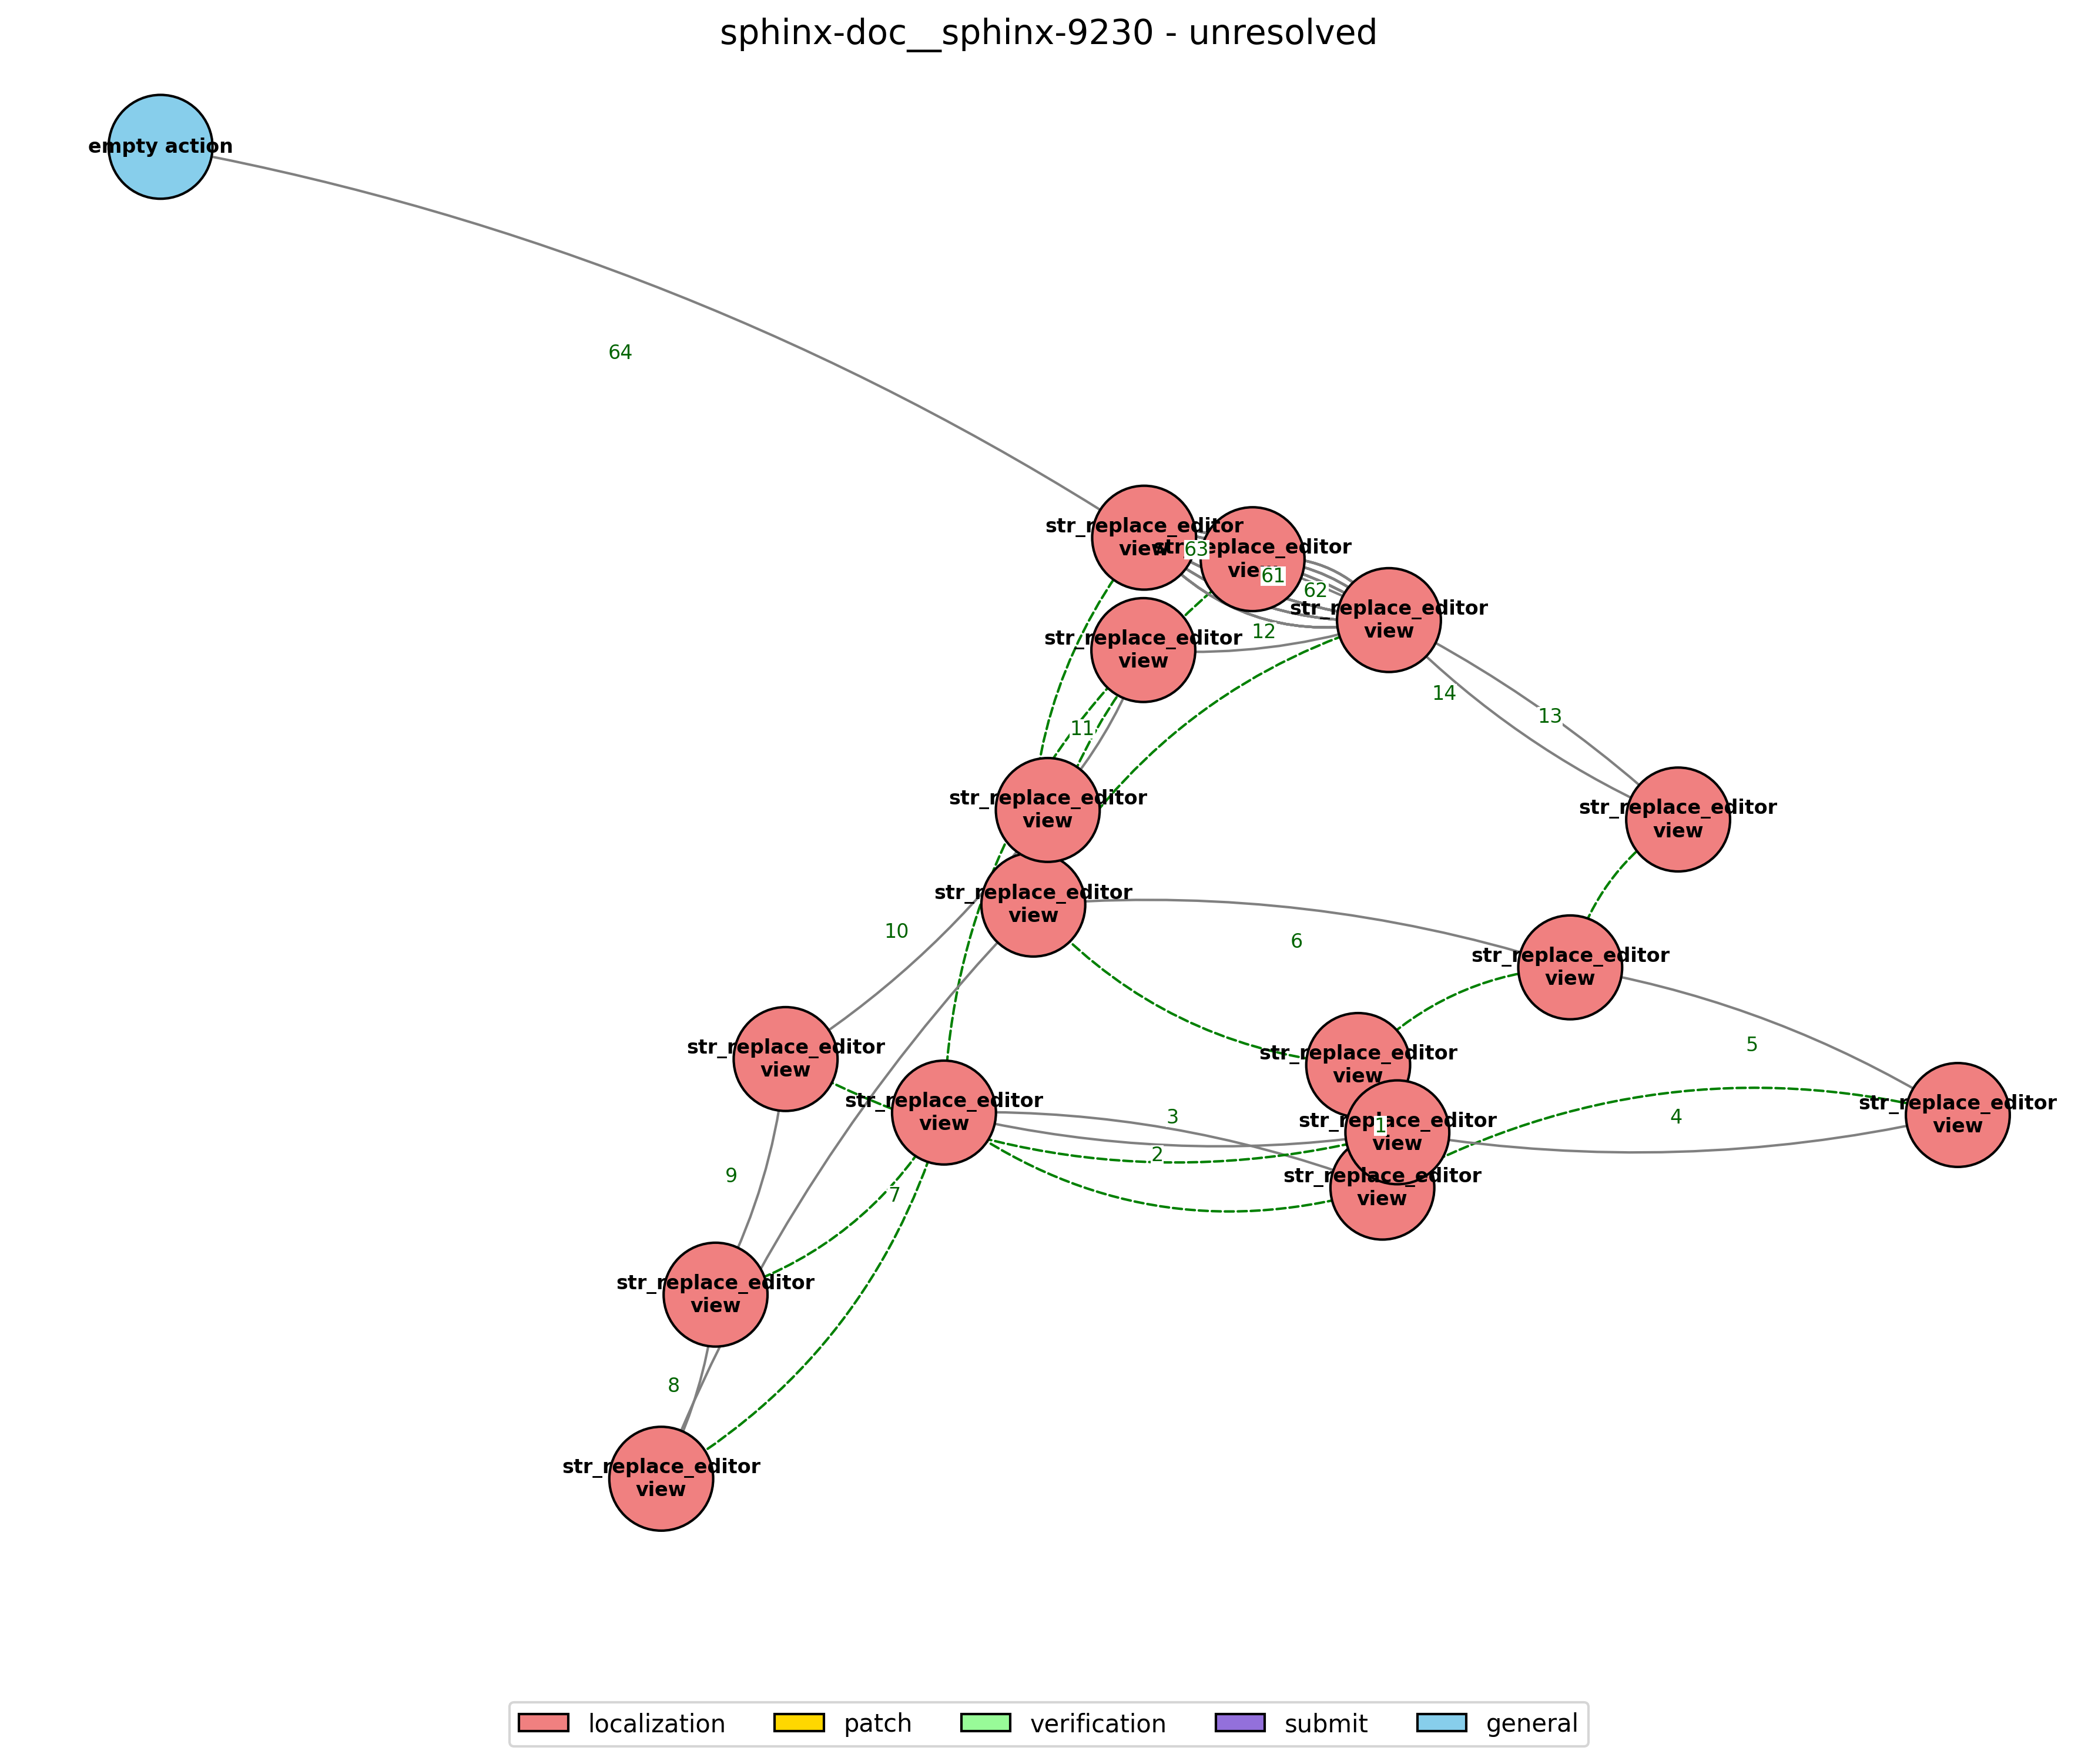 sphinx-doc__sphinx-9230 - unresolved
empty action
64
str_replace_editor
view
63
str_replace_editor
view
61
62
str_replace_editor
view
12
str_replace_editor
view
14
13
11
str_replace_editor
view
str_replace_editor
view
str_replace_editor
view
10
6
str_replace_editor
view
5
str_replace_editor
view
str_replace_editor
view
str_replace_editor
view
3
4
str_replace_editor
view
1
str_replace_editor
view
2
9
7
str_replace_editor
view
str_replace_editor
view
8
str_replace_editor
view
localization
patch
verification
submit
general